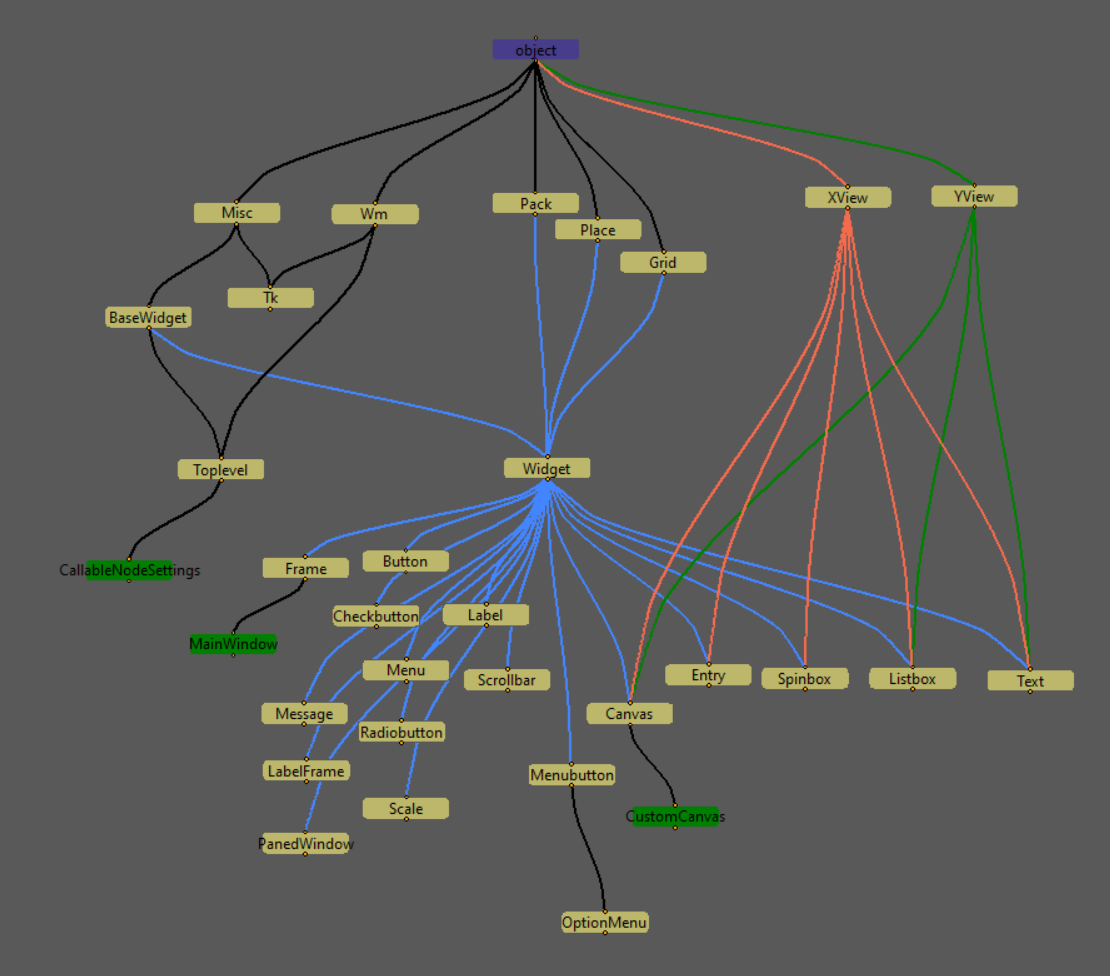 object
XView
YView
Pack
Misc
Wm
Place
Grid
Tk
BaseWidget
Widget
Toplevel
Button
Frame
CallableNodeSettings
Checkbutton
Label
MainWindow
Menu
Entry
Spinbox
Listbox
Scrollbar
Text
Message
Canvas
Radiobutton
LabelFrame
Menubutton
Scale
CustomCanvas
PanedWindow
OptionMenu